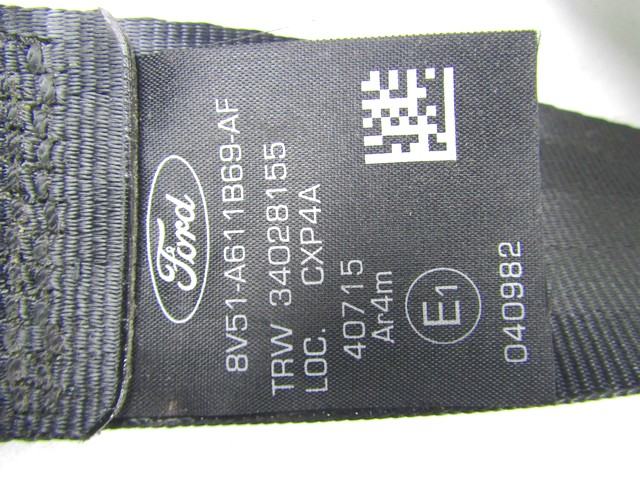 Ford
8V51-A611B69-AF
TRW 34028155
LOC. CXP4A
40715
Ar4m
E1
040982